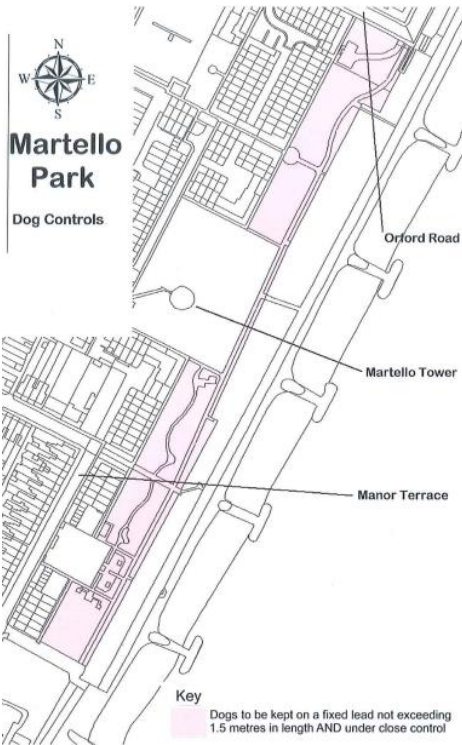 N
W E
S
Martello
Park
Dog Controls
Orford Road
Martello Tower
Manor Terrace
Key
Dogs to be kept on a fixed lead not exceeding
1.5 metres in length AND under close control